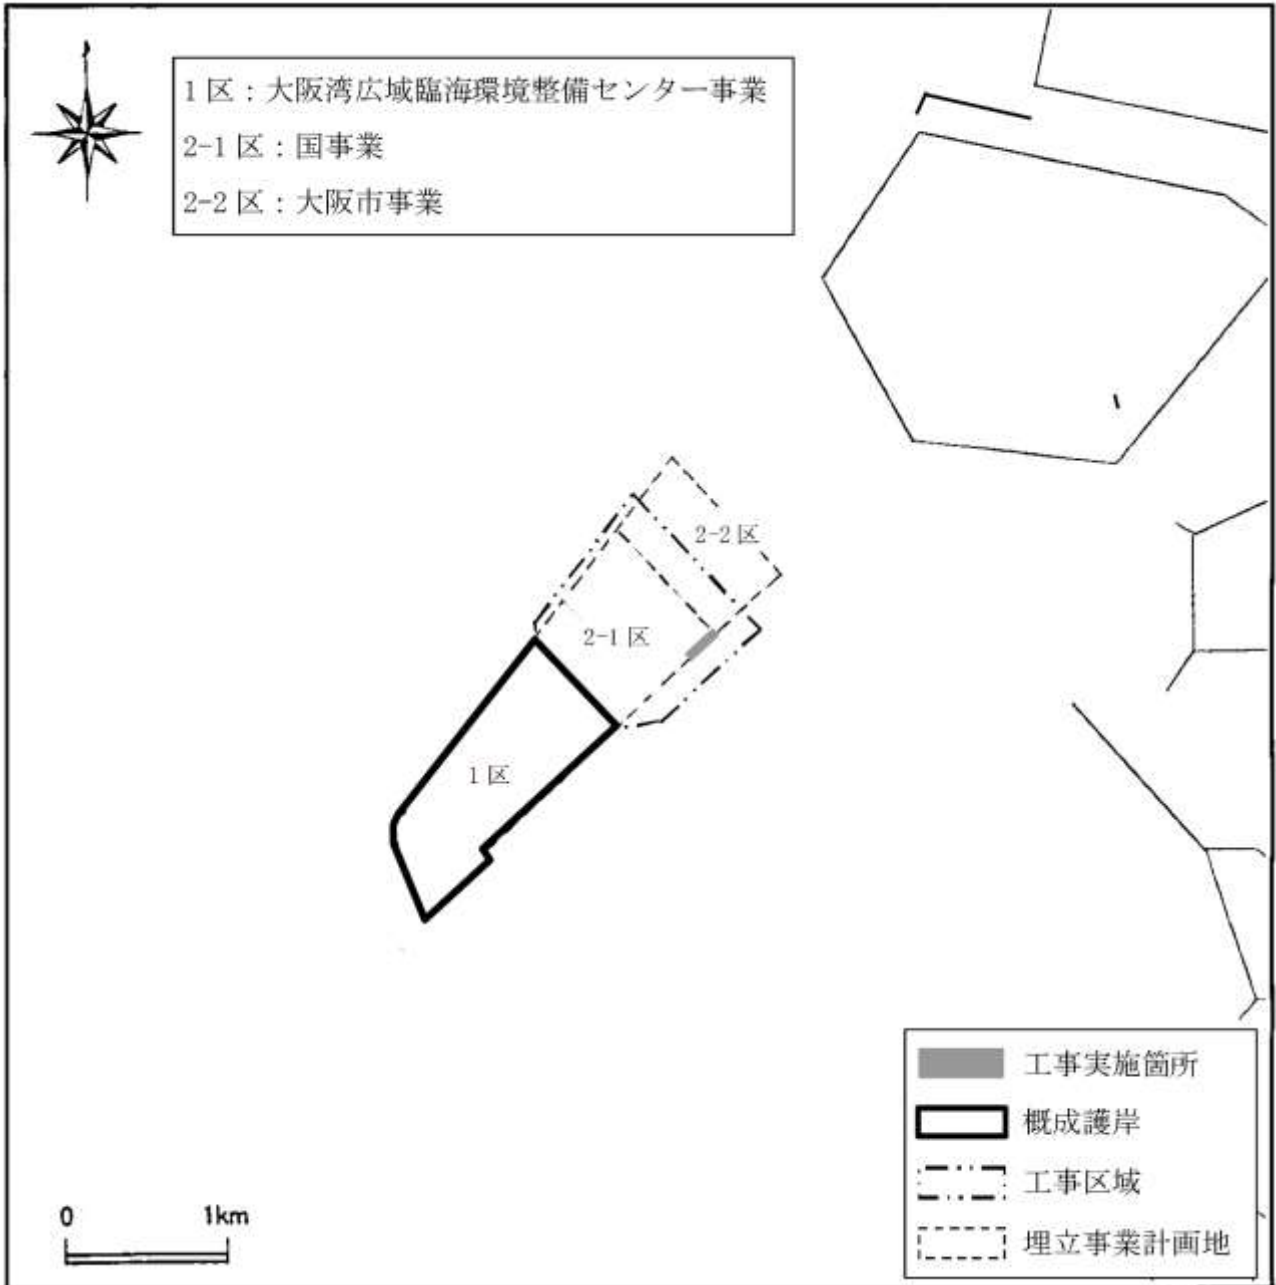 1区：大阪湾広域臨海環境整備センター事業
2-1区：国事業
2-2区：大阪市事業
2-2区
2-1区
1区
工事実施箇所
概成護岸
工事区域
埋立事業計画地
0 1km